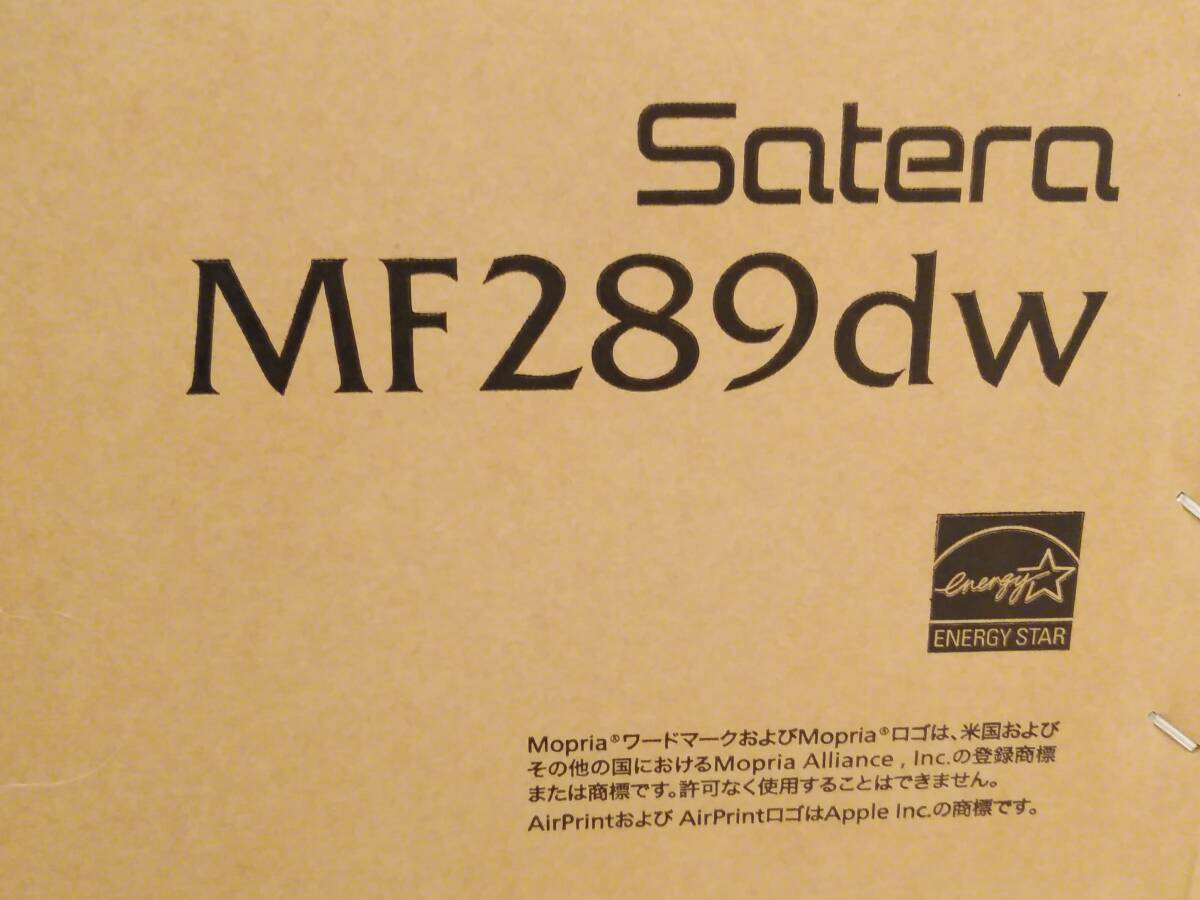 Satera
MF289dw
energy
ENERGY STAR
Mopria®ワードマークおよびMopria®ロゴは、米国および
その他の国におけるMopria Alliance , Inc.の登録商標
または商標です。許可なく使用することはできません。
AirPrintおよび AirPrintロゴはApple Inc.の商標です。